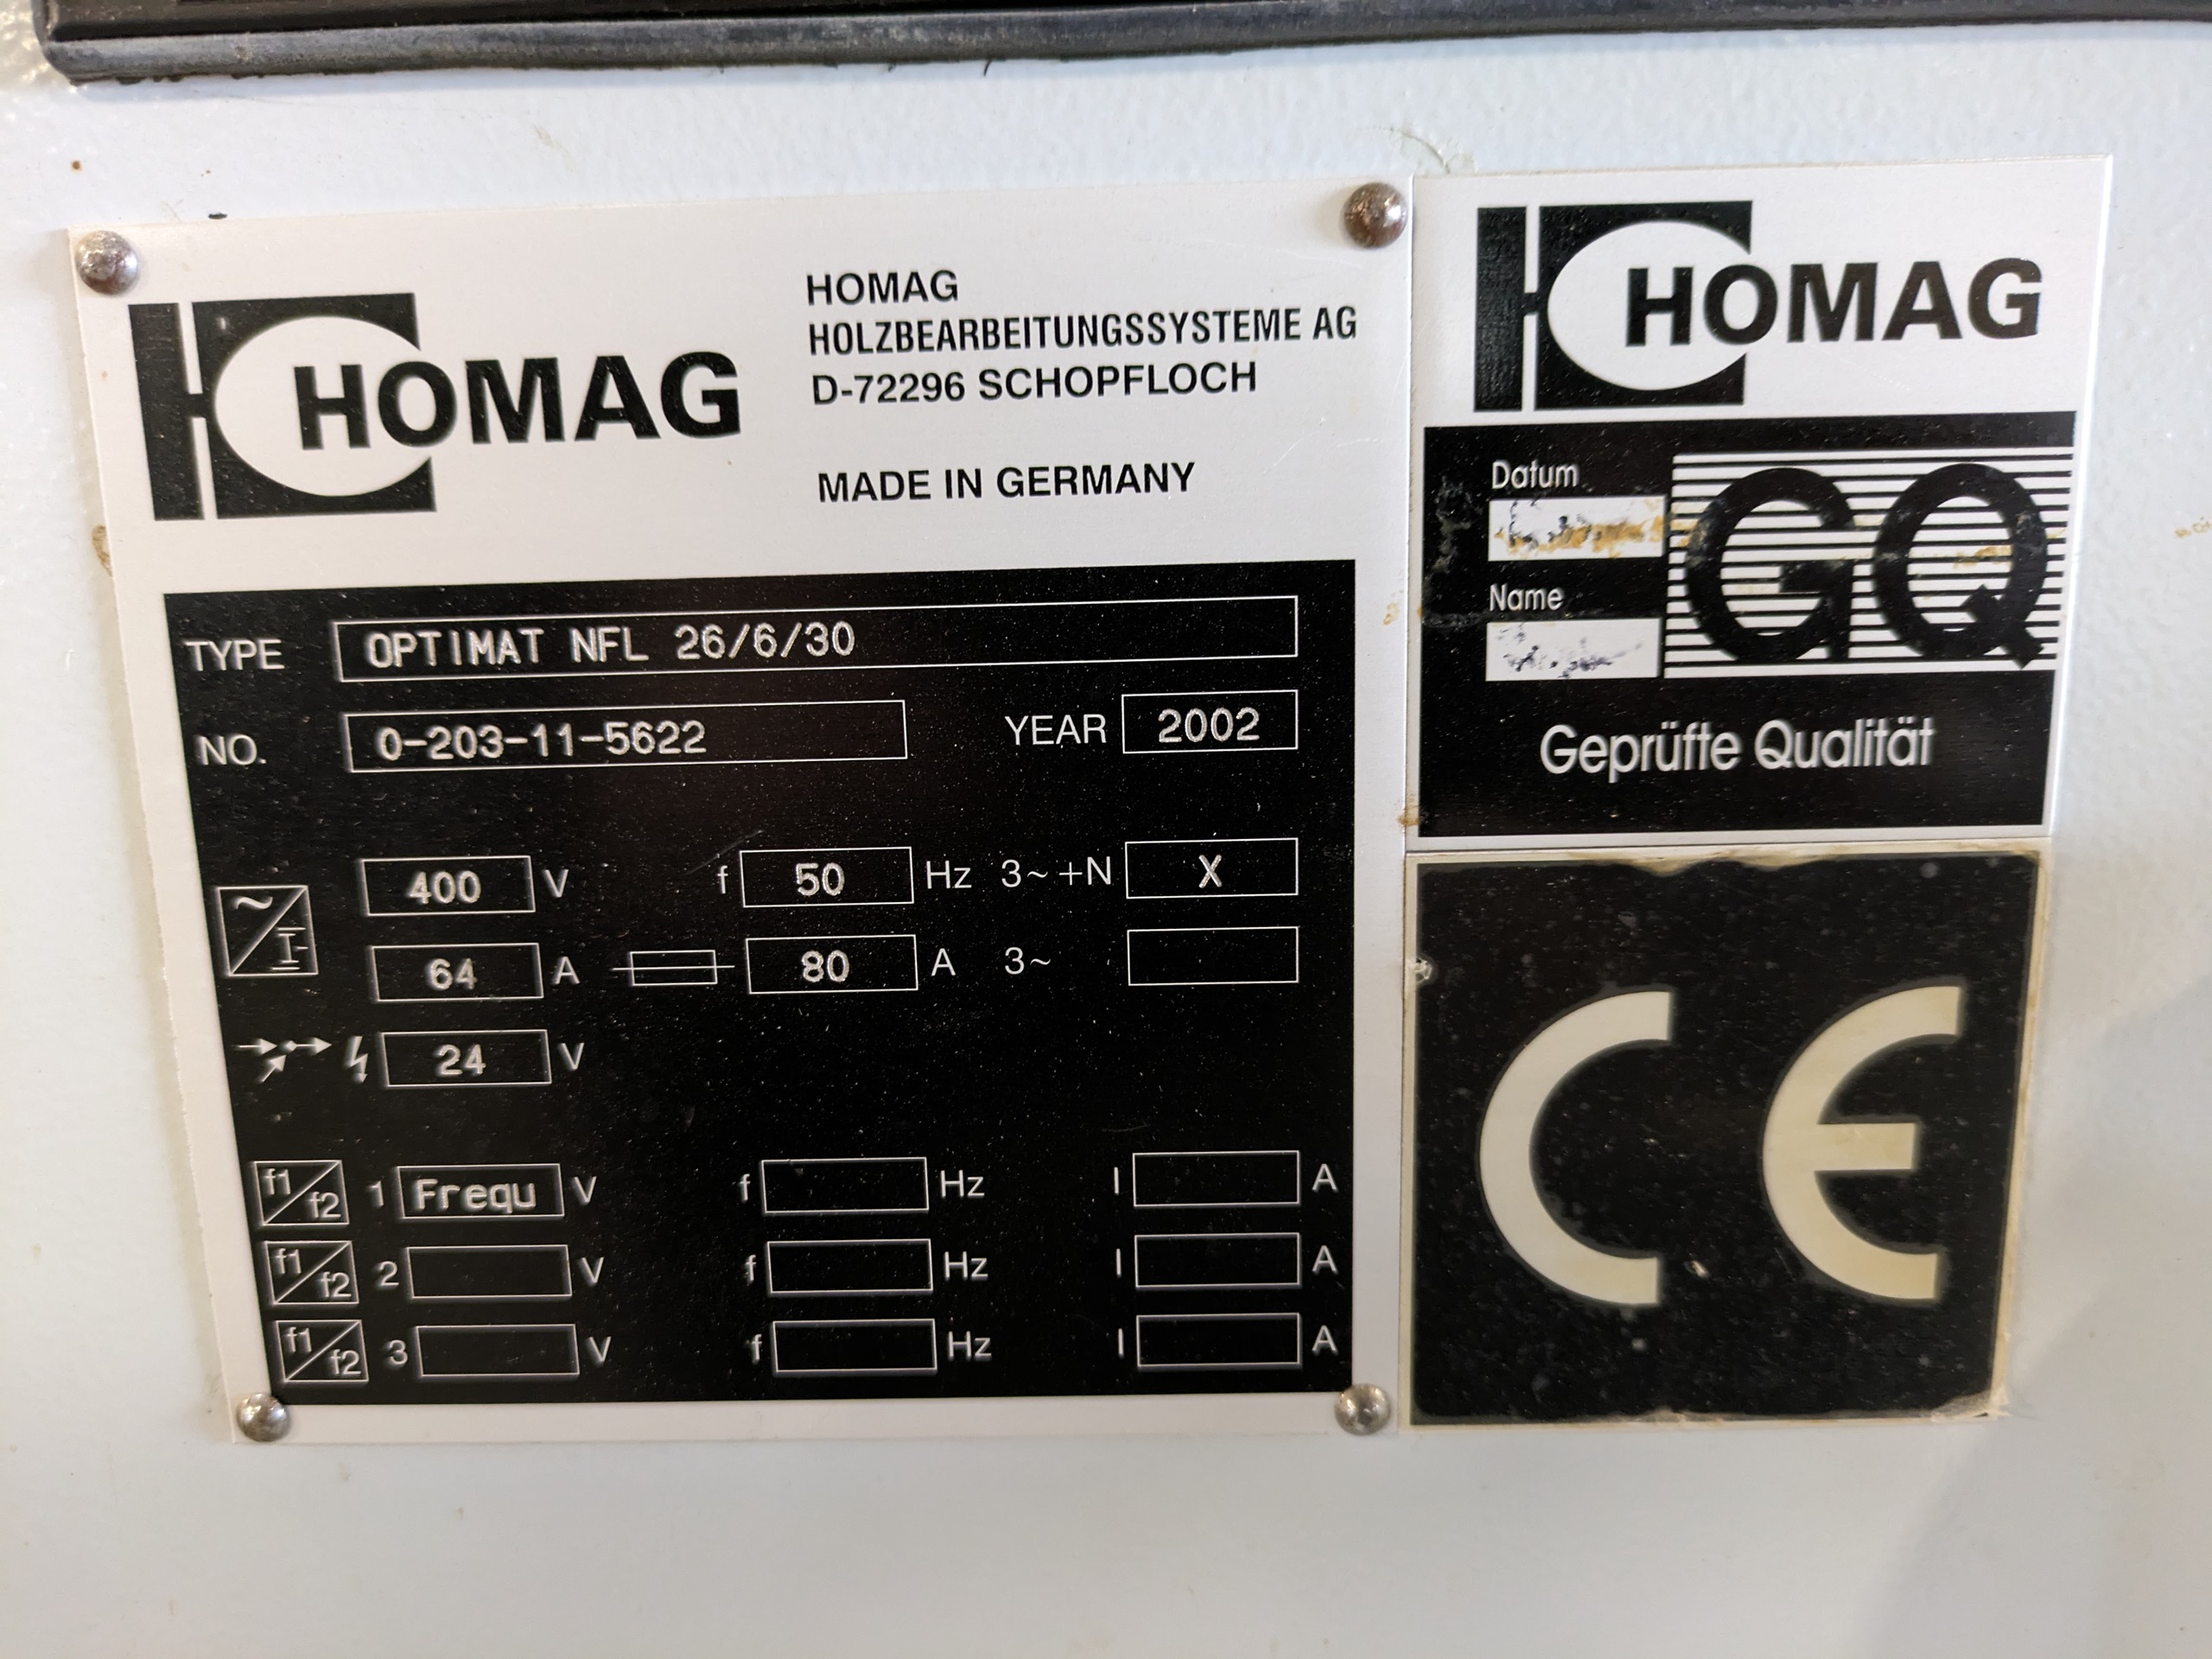 HOMAG
HOMAG
HOLZBEARBEITUNGSSYSTEME AG
D-72296 SCHOPFLOCH
MADE IN GERMANY
TYPE OPTIMAT NFL 26/6/30
NO. 0-203-11-5622 YEAR 2002
400 V f 50 Hz 3~+N X
64 A 80 A 3~
24 V
f1/f2 1 Frequ V f Hz I A
f1/f2 2 V f Hz I A
f1/f2 3 V f Hz I A
HOMAG
Datum
Name
GQ
Geprüfte Qualität
CE